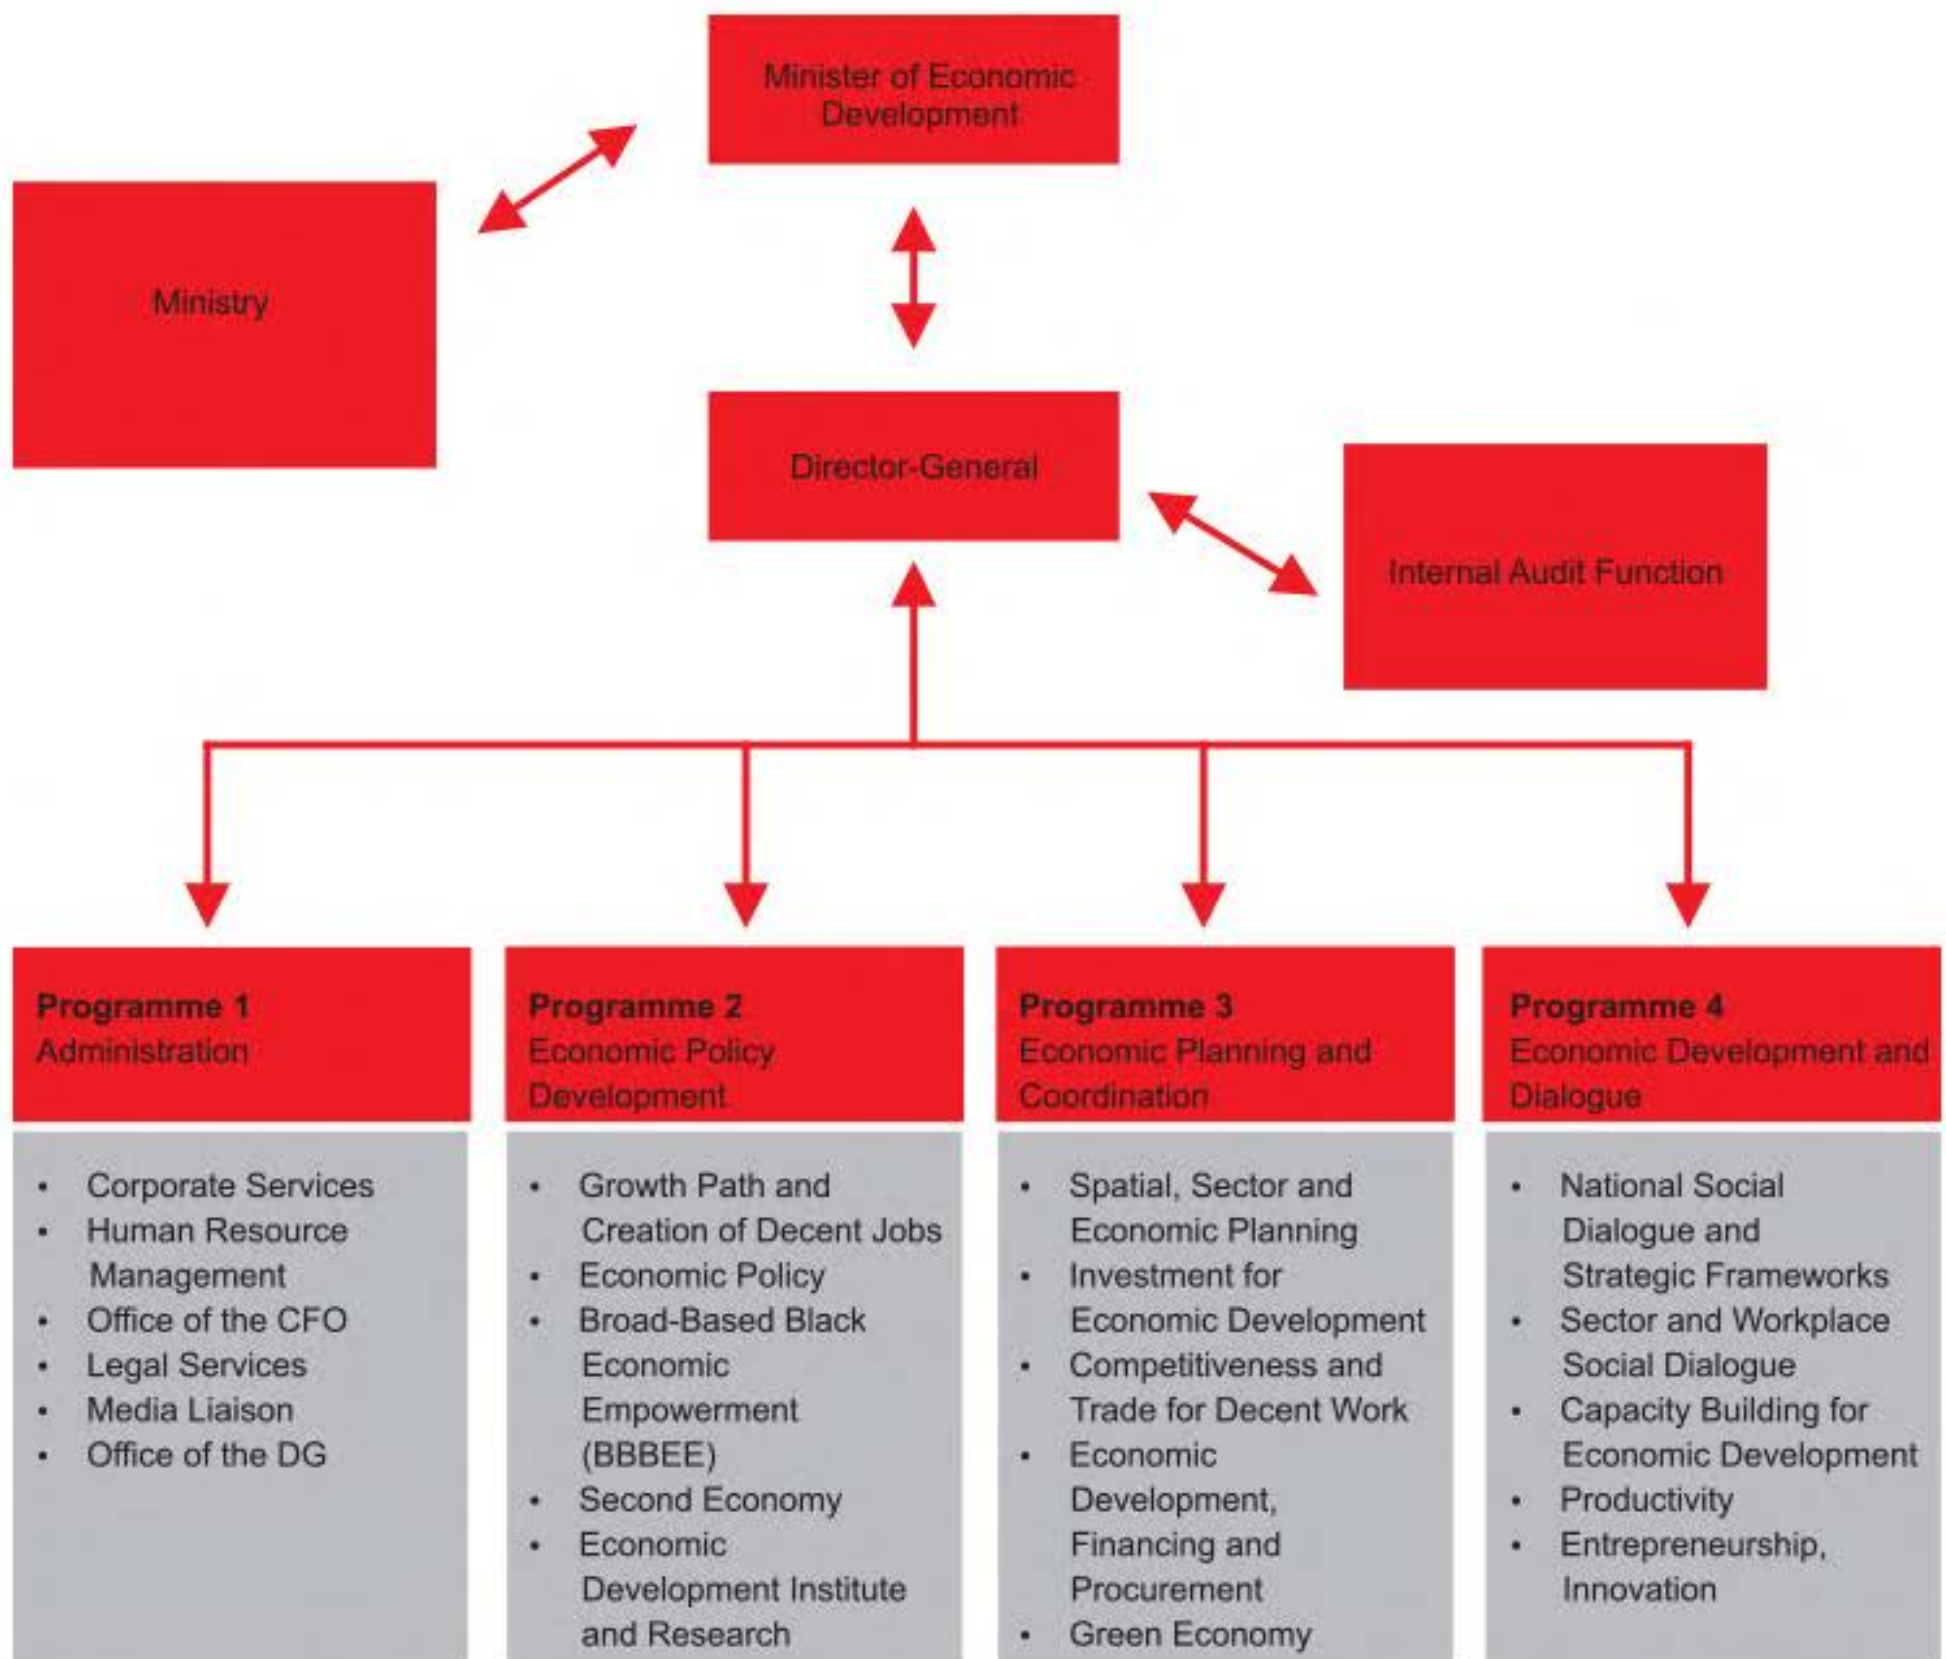 Minister of Economic
Development
Ministry
Director-General
Internal Audit Function
Programme 1
Administration
• Corporate Services
• Human Resource
Management
• Office of the CFO
• Legal Services
• Media Liaison
• Office of the DG
Programme 2
Economic Policy
Development
• Growth Path and
Creation of Decent Jobs
• Economic Policy
• Broad-Based Black
Economic
Empowerment
(BBBEE)
• Second Economy
• Economic
Development Institute
and Research
Programme 3
Economic Planning and
Coordination
• Spatial, Sector and
Economic Planning
• Investment for
Economic Development
• Competitiveness and
Trade for Decent Work
• Economic
Development,
Financing and
Procurement
• Green Economy
Programme 4
Economic Development and
Dialogue
• National Social
Dialogue and
Strategic Frameworks
• Sector and Workplace
Social Dialogue
• Capacity Building for
Economic Development
• Productivity
• Entrepreneurship,
Innovation